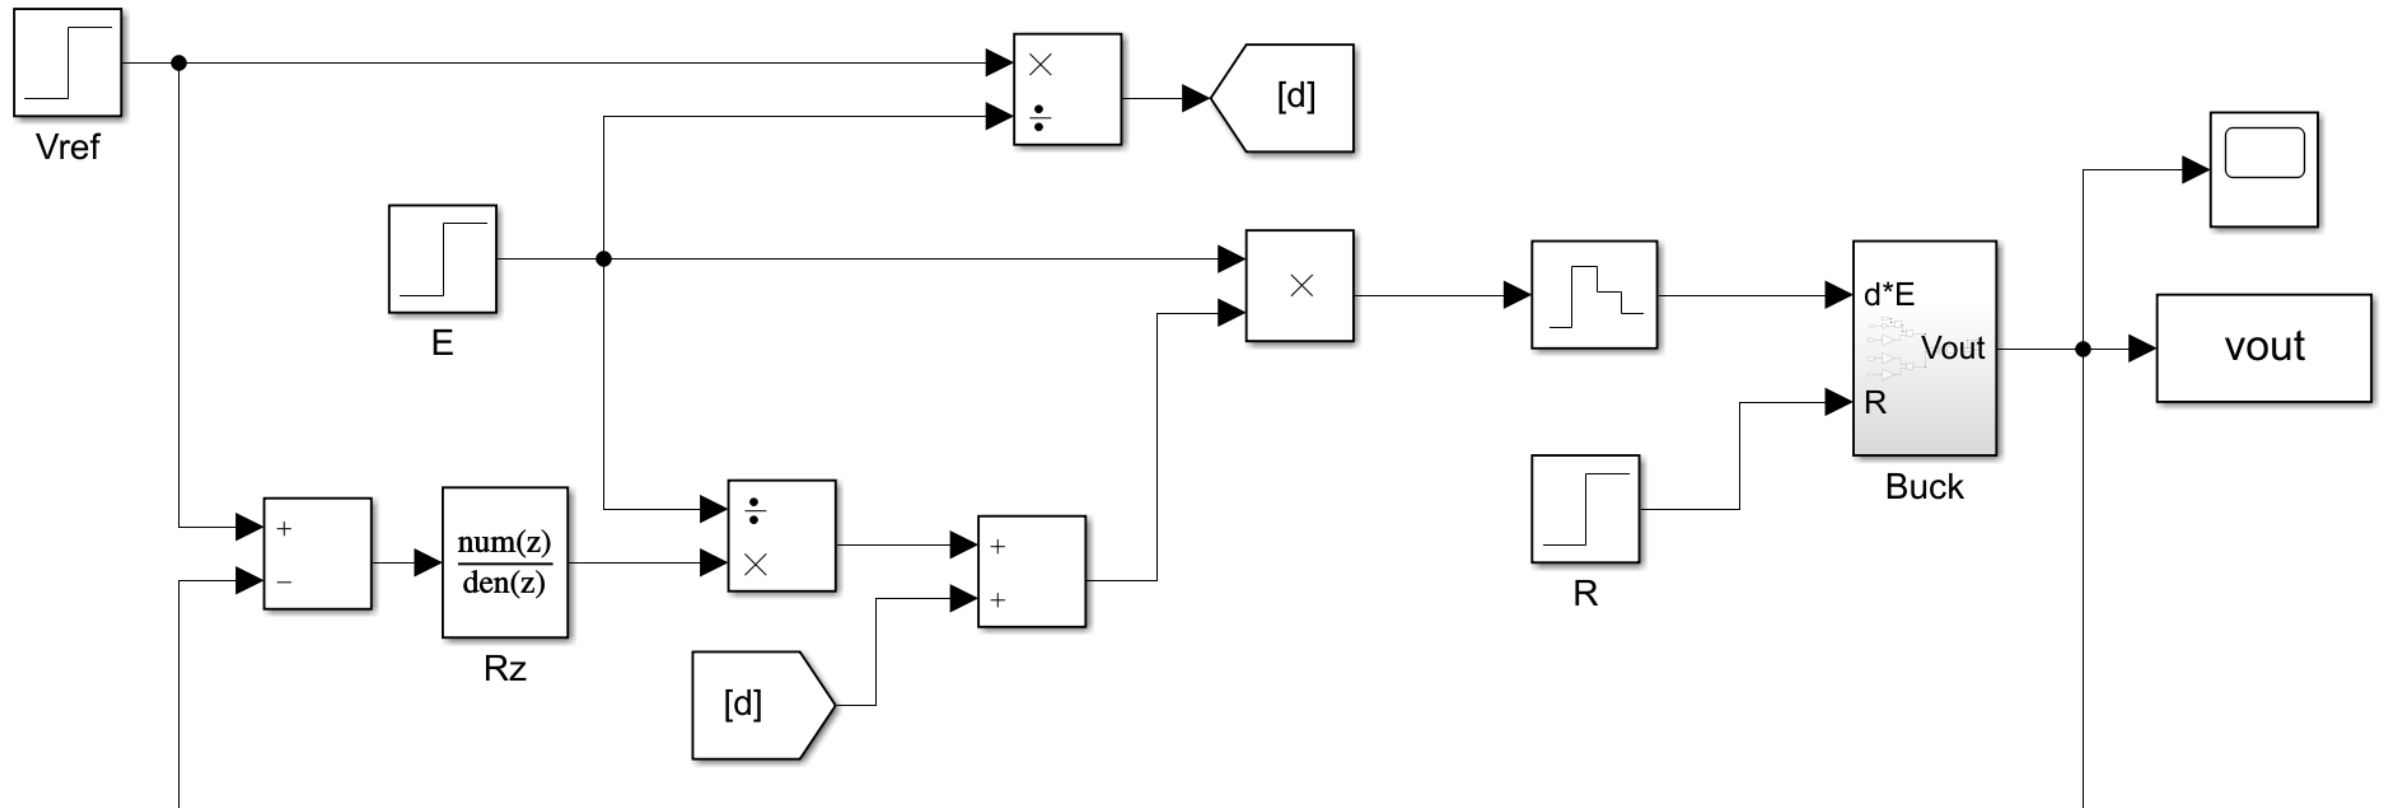 Vref
×
÷
[d]
E
×
d*E
Vout
R
Buck
vout
R
+
−
num(z)
den(z)
Rz
÷
×
+
+
[d]